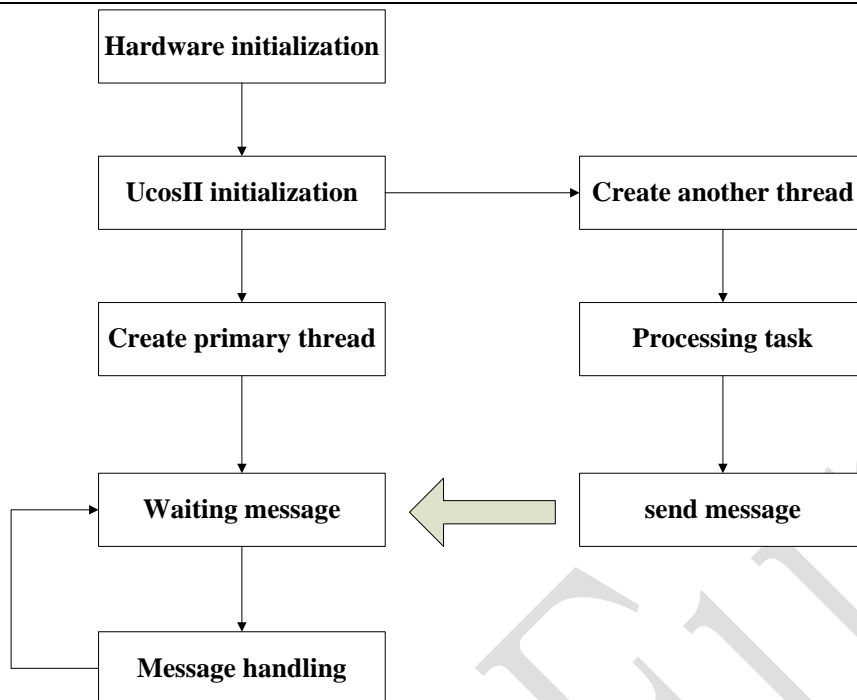 Hardware initialization
UcosII initialization
Create another thread
Create primary thread
Processing task
Waiting message
send message
Message handling